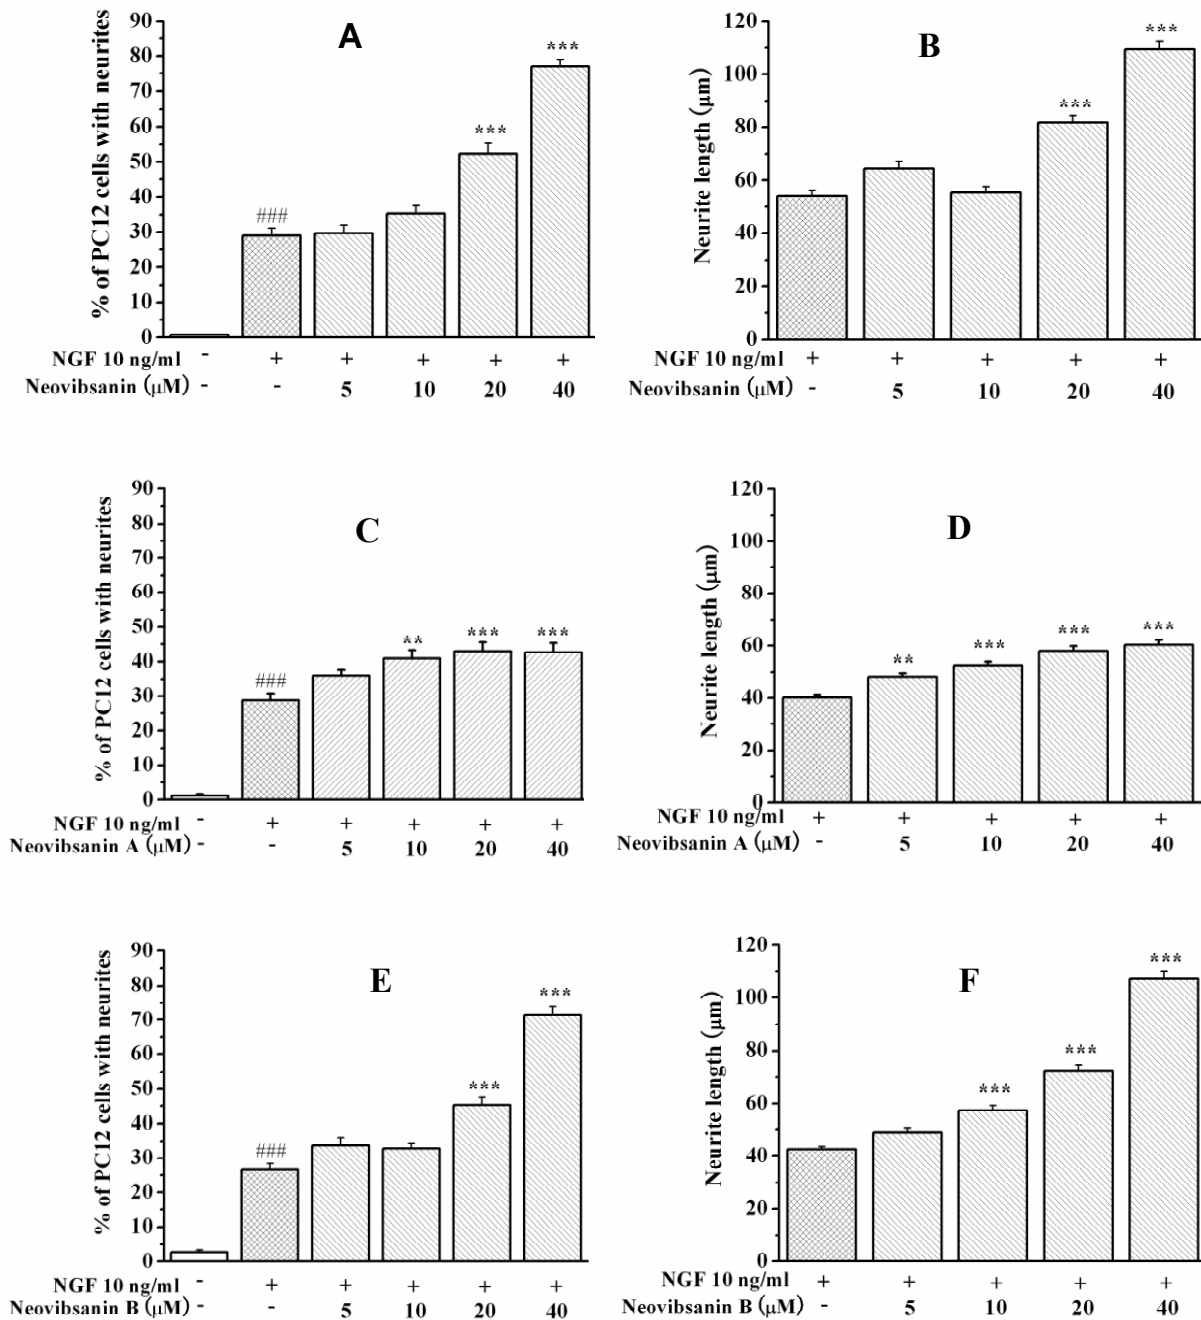 A
% of PC12 cells with neurites
90
80
70
60
50
40
30
20
10
0
###
***
***
NGF 10 ng/ml - + + + + +
Neovibsanin (μM) - - 5 10 20 40
B
Neurite length (μm)
120
100
80
60
40
20
0
***
***
NGF 10 ng/ml + + + + +
Neovibsanin (μM) - 5 10 20 40
C
% of PC12 cells with neurites
90
80
70
60
50
40
30
20
10
0
###
**
***
***
NGF 10 ng/ml - + + + + +
Neovibsanin A (μM) - - 5 10 20 40
D
Neurite length (μm)
120
100
80
60
40
20
0
**
***
***
***
NGF 10 ng/ml + + + + +
Neovibsanin A (μM) - 5 10 20 40
E
% of PC12 cells with neurites
90
80
70
60
50
40
30
20
10
0
###
***
***
NGF 10 ng/ml - + + + + +
Neovibsanin B (μM) - - 5 10 20 40
F
Neurite length (μm)
120
100
80
60
40
20
0
***
***
***
NGF 10 ng/ml + + + + +
Neovibsanin B (μM) - 5 10 20 40